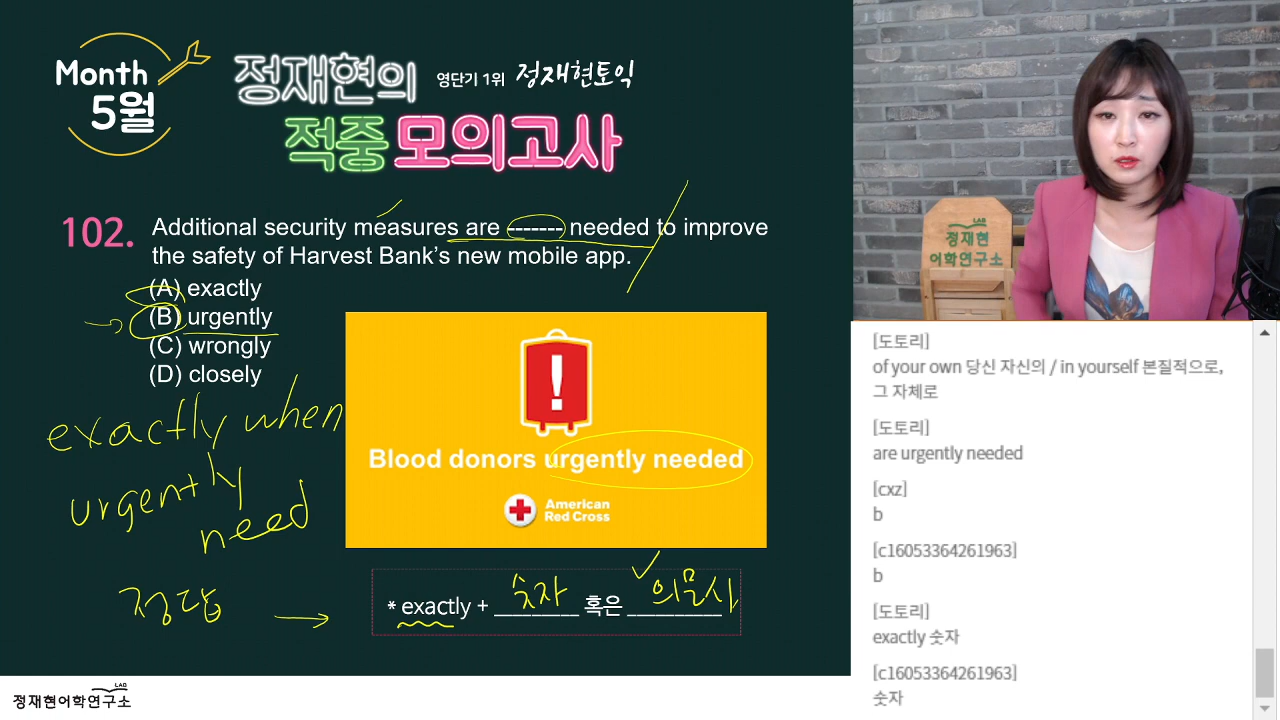 Month
5월
정재현의
영단기 1위 정재현토익
적중 모의고사
102. Additional security measures are ------- needed to improve
the safety of Harvest Bank's new mobile app.
(A) exactly
(B) urgently
(C) wrongly
(D) closely
exactly when
urgently
need
정답 →
Blood donors urgently needed
American
Red Cross
* exactly + 숫자 혹은 의문사
LAB
정재현어학연구소
LAB
정재현
어학연구소
[도토리]
of your own 당신 자신의 / in yourself 본질적으로,
그 자체로
[도토리]
are urgently needed
[cxz]
b
[c16053364261963]
b
[도토리]
exactly 숫자
[c16053364261963]
숫자